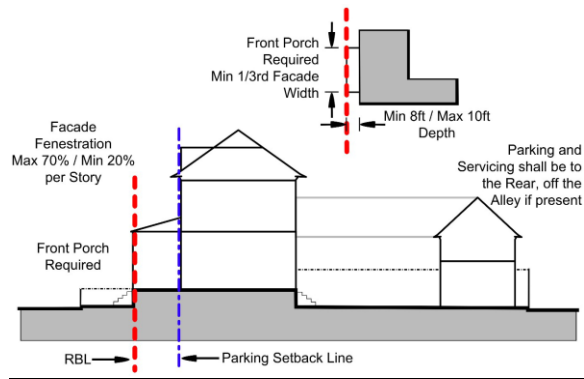 Front Porch
Required
Min 1/3rd Facade
Width
Min 8ft / Max 10ft
Depth
Facade
Fenestration
Max 70% / Min 20%
per Story
Parking and
Servicing shall be to
the Rear, off the
Alley if present
Front Porch
Required
RBL
Parking Setback Line